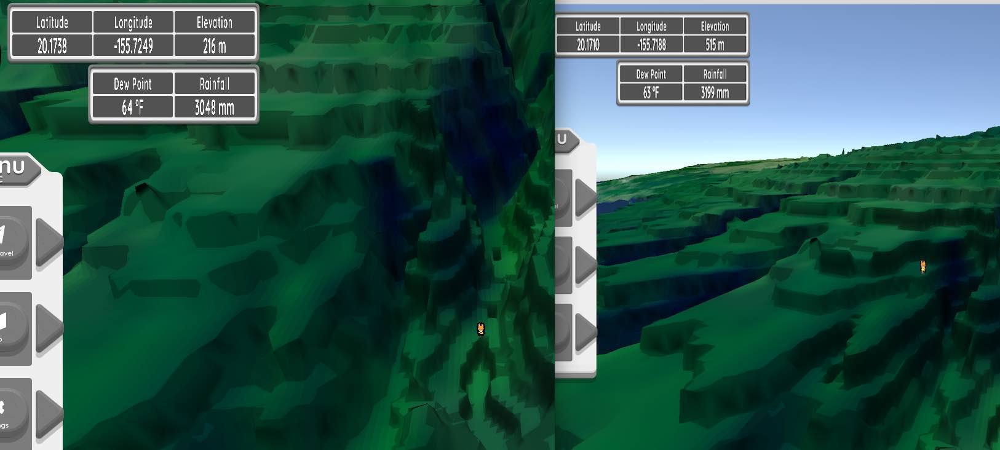 Latitude Longitude Elevation
20.1738 -155.7249 216 m
Dew Point Rainfall
64 °F 3048 mm
nu
avel
gs
Latitude Longitude Elevation
20.1710 -155.7188 515 m
Dew Point Rainfall
63 °F 3199 mm
U
el